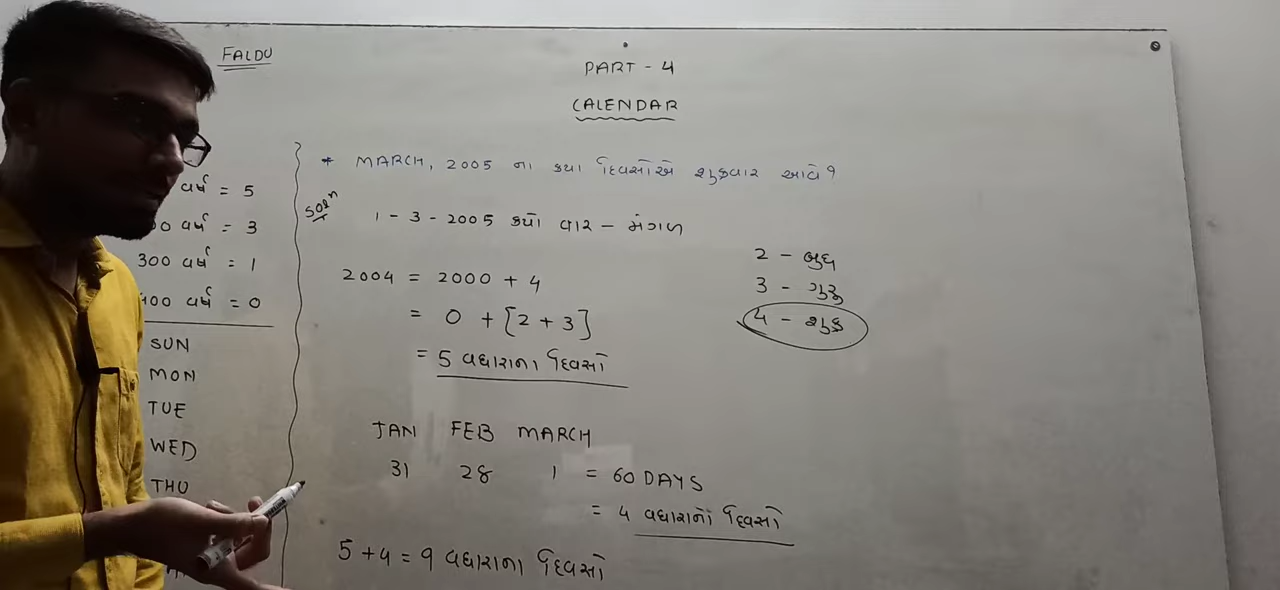 FALDU
PART - 4
CALENDAR
* MARCH, 2005 ના કયા દિવસોએ શુક્રવાર આવે ?
Solⁿ
1 - 3 - 2005 કયો વાર - મંગળ
2004 = 2000 + 4
= 0 + [2 + 3]
= 5 વધારાના દિવસો
2 - બુધ
3 - ગુરુ
4 - શુક્ર
JAN FEB MARCH
31 28 1 = 60 DAYS
= 4 વધારાનાં દિવસો
5 + 4 = 9 વધારાના દિવસો
વર્ષ = 5
00 વર્ષ = 3
300 વર્ષ = 1
400 વર્ષ = 0
SUN
MON
TUE
WED
THU